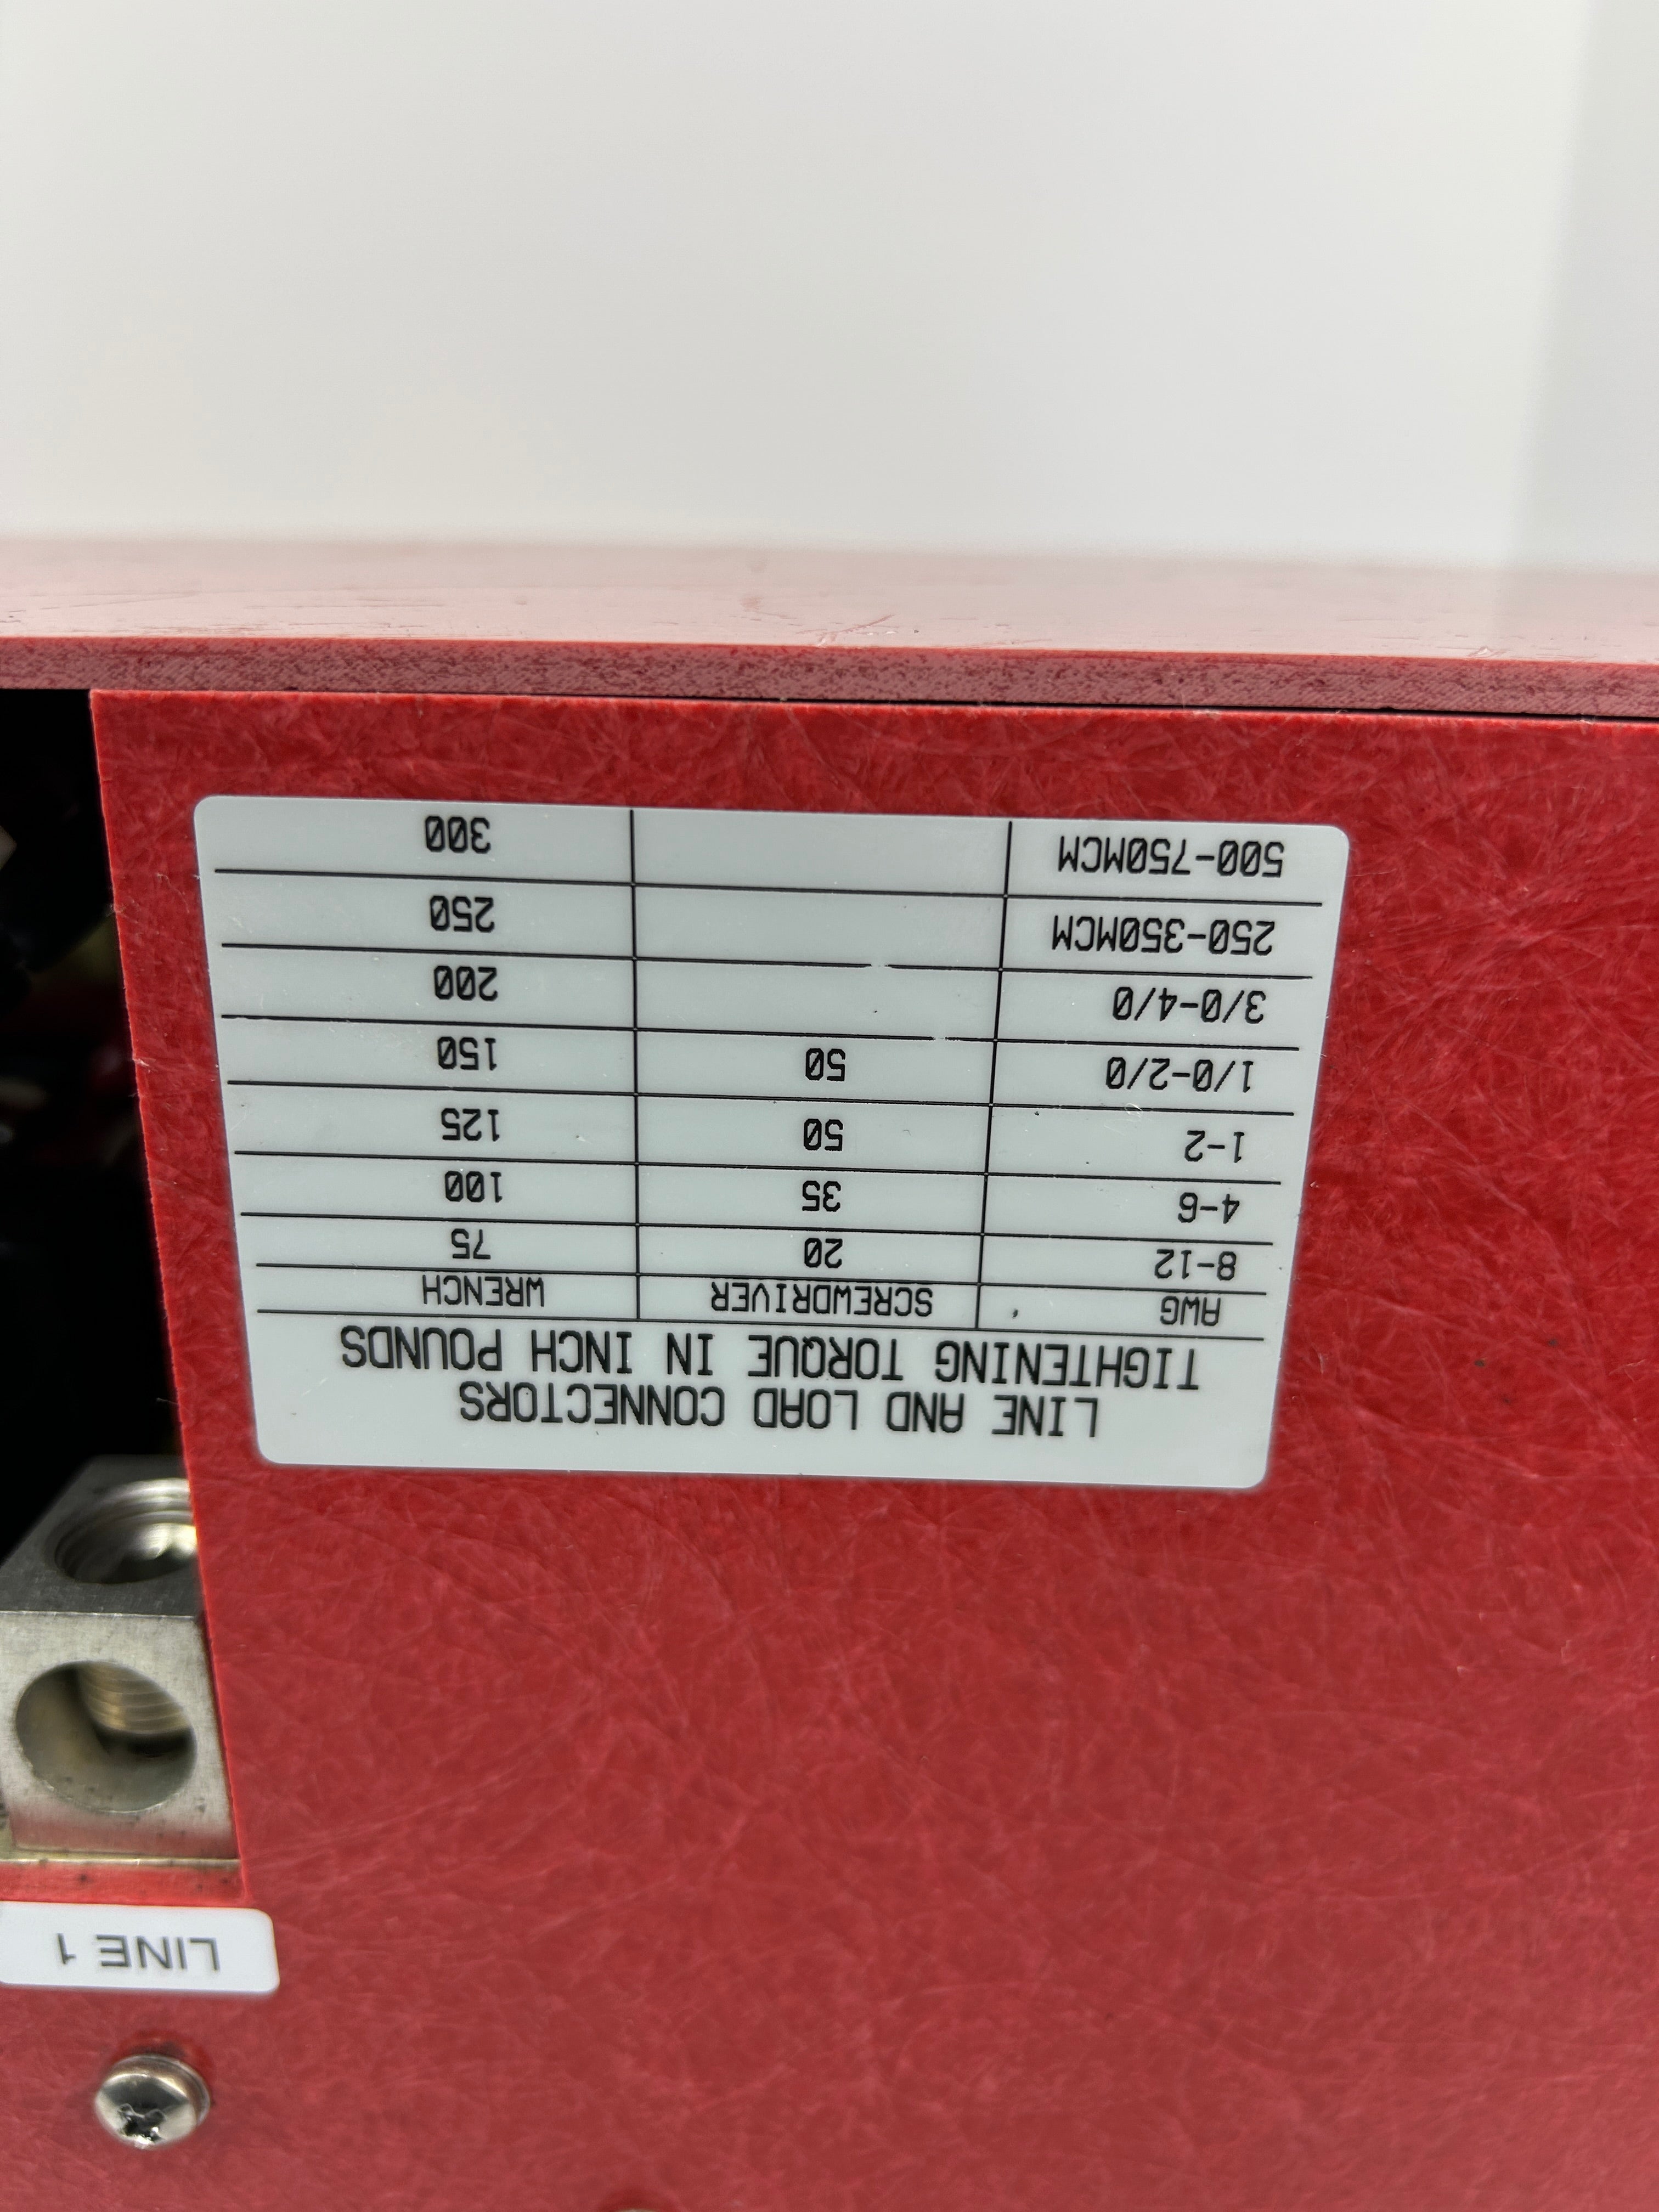 LINE AND LOAD CONNECTORS
TIGHTENING TORQUE IN INCH POUNDS
AWG SCREWDRIVER WRENCH
8-12 20 75
4-6 35 100
1-2 50 125
1/0-2/0 50 150
3/0-4/0 200
250-350MCM 250
500-750MCM 300
LINE 1